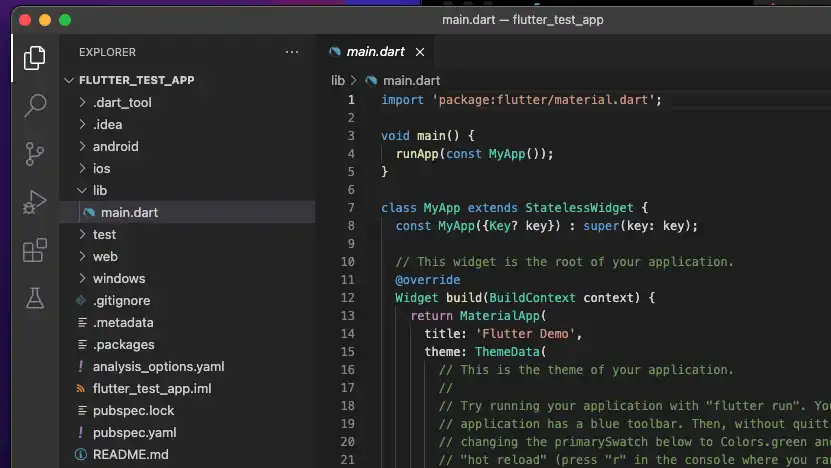 main.dart — flutter_test_app
EXPLORER
FLUTTER_TEST_APP
.dart_tool
.idea
android
ios
lib
main.dart
test
web
windows
.gitignore
.metadata
.packages
analysis_options.yaml
flutter_test_app.iml
pubspec.lock
pubspec.yaml
README.md
main.dart
lib > main.dart
1 import 'package:flutter/material.dart';
2
3 void main() {
4 runApp(const MyApp());
5 }
6
7 class MyApp extends StatelessWidget {
8 const MyApp({Key? key}) : super(key: key);
9
10 // This widget is the root of your application.
11 @override
12 Widget build(BuildContext context) {
13 return MaterialApp(
14 title: 'Flutter Demo',
15 theme: ThemeData(
16 // This is the theme of your application.
17 //
18 // Try running your application with "flutter run". You
19 // application has a blue toolbar. Then, without quitt
20 // changing the primarySwatch below to Colors.green and
21 // "hot reload" (press "r" in the console where you ran